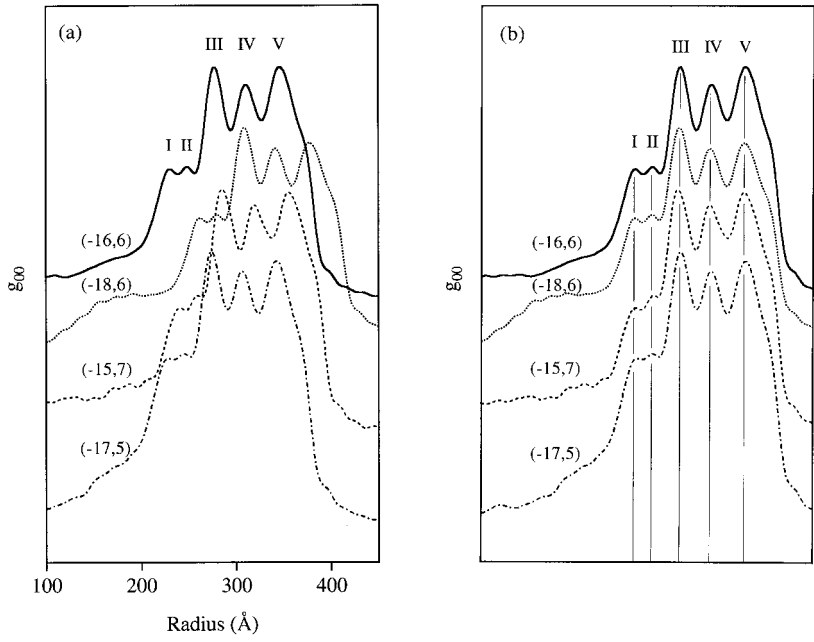 (a)
III IV V
I II
(-16,6)
(-18,6)
(-15,7)
(-17,5)
g00
100 200 300 400
Radius (Å)
(b)
III IV V
I II
(-16,6)
(-18,6)
(-15,7)
(-17,5)
g00